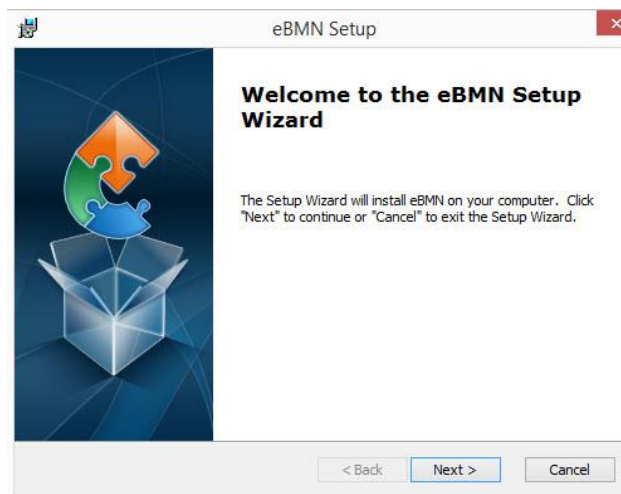 eBMN Setup
Welcome to the eBMN Setup
Wizard
The Setup Wizard will install eBMN on your computer. Click
"Next" to continue or "Cancel" to exit the Setup Wizard.
< Back Next > Cancel